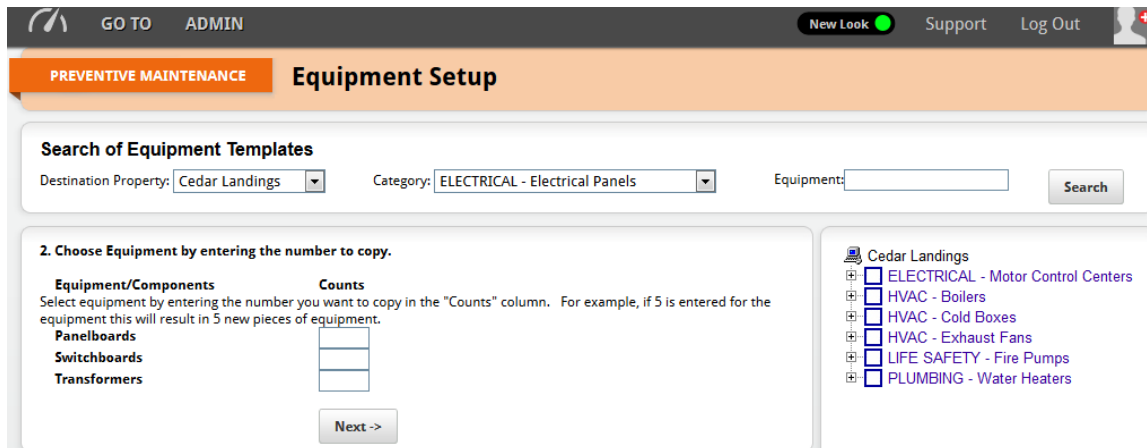 GO TO ADMIN New Look Support Log Out
PREVENTIVE MAINTENANCE Equipment Setup
Search of Equipment Templates
Destination Property: Cedar Landings Category: ELECTRICAL - Electrical Panels Equipment: Search
2. Choose Equipment by entering the number to copy.
Equipment/Components Counts
Select equipment by entering the number you want to copy in the "Counts" column. For example, if 5 is entered for the
equipment this will result in 5 new pieces of equipment.
Panelboards
Switchboards
Transformers
Next ->
Cedar Landings
ELECTRICAL - Motor Control Centers
HVAC - Boilers
HVAC - Cold Boxes
HVAC - Exhaust Fans
LIFE SAFETY - Fire Pumps
PLUMBING - Water Heaters